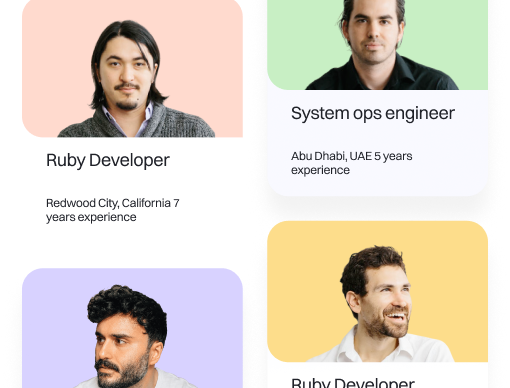 Ruby Developer
Redwood City, California 7
years experience
System ops engineer
Abu Dhabi, UAE 5 years
experience
Ruby Developer